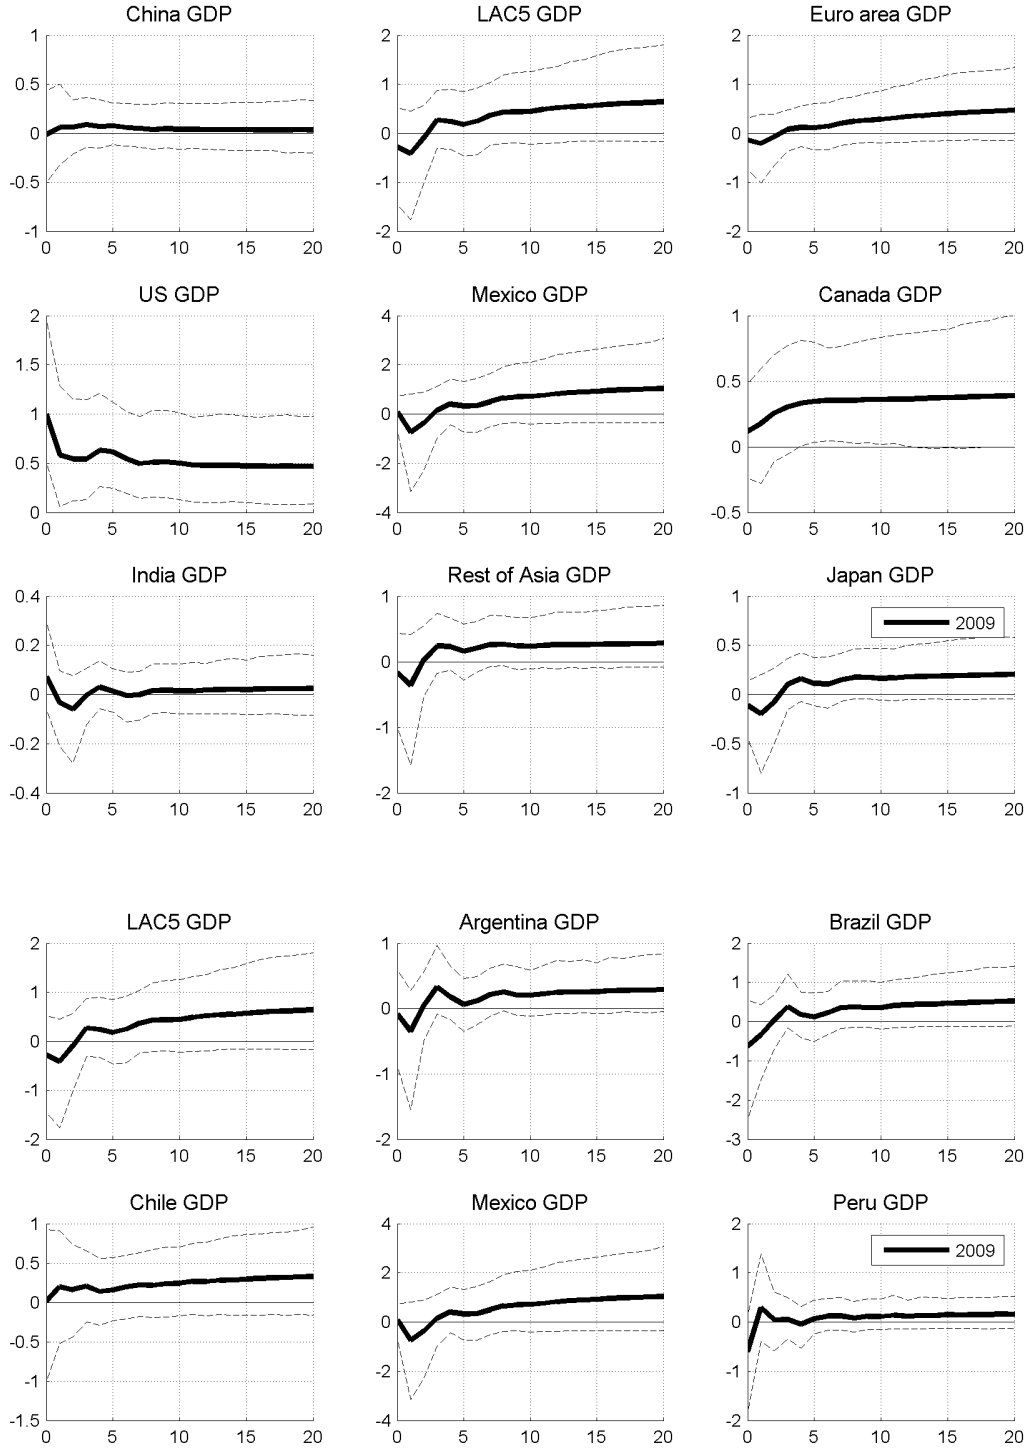 China GDP
1
0.5
0
-0.5
-1
0 5 10 15 20
LAC5 GDP
2
1
0
-1
-2
0 5 10 15 20
Euro area GDP
2
1
0
-1
-2
0 5 10 15 20
US GDP
2
1.5
1
0.5
0
0 5 10 15 20
Mexico GDP
4
2
0
-2
-4
0 5 10 15 20
Canada GDP
1
0.5
0
-0.5
0 5 10 15 20
India GDP
0.4
0.2
0
-0.2
-0.4
0 5 10 15 20
Rest of Asia GDP
1
0
-1
-2
0 5 10 15 20
Japan GDP
2009
1
0.5
0
-0.5
-1
0 5 10 15 20
LAC5 GDP
2
1
0
-1
-2
0 5 10 15 20
Argentina GDP
1
0
-1
-2
0 5 10 15 20
Brazil GDP
2
1
0
-1
-2
-3
0 5 10 15 20
Chile GDP
1
0.5
0
-0.5
-1
-1.5
0 5 10 15 20
Mexico GDP
4
2
0
-2
-4
0 5 10 15 20
Peru GDP
2009
2
1
0
-1
-2
0 5 10 15 20